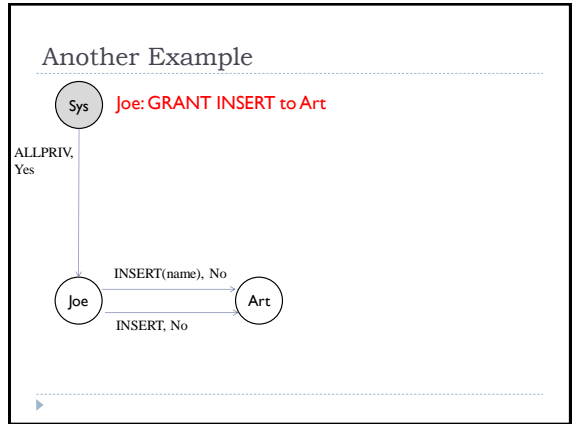 Another Example
Sys
Joe: GRANT INSERT to Art
ALLPRIV,
Yes
INSERT(name), No
Joe
Art
INSERT, No